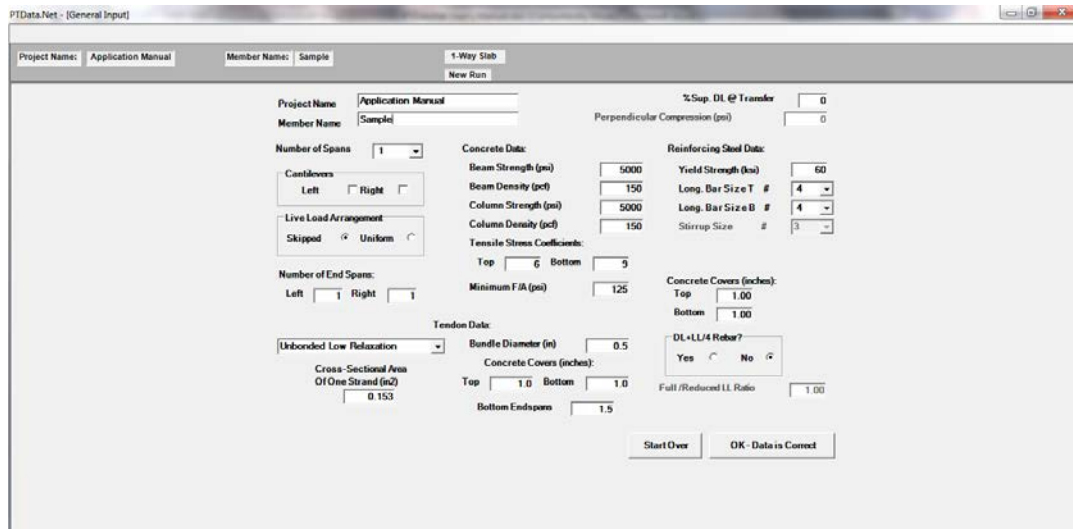 PTData.Net - [General Input]
Project Name: Application Manual Member Name: Sample 1-Way Slab
New Run
Project Name Application Manual %Sup. DL @ Transfer 0
Member Name Sample Perpendicular Compression (psi) 0
Number of Spans 1 Concrete Data: Reinforcing Steel Data:
Beam Strength (psi) 5000 Yield Strength (ksi) 60
Cantilevers
Left Right Beam Density (pcf) 150 Long. Bar Size T # 4
Column Strength (psi) 5000 Long. Bar Size B # 4
Live Load Arrangement
Skipped Uniform Column Density (pcf) 150 Stirrup Size # 3
Tensile Stress Coefficients:
Top 6 Bottom 9
Number of End Spans:
Left 1 Right 1 Minimum F/A (psi) 125
Concrete Covers (inches):
Top 1.00
Bottom 1.00
Tendon Data:
Unbonded Low Relaxation Bundle Diameter (in) 0.5
DL+LL/4 Rebar?
Yes No
Concrete Covers (inches):
Cross-Sectional Area
Of One Strand (in2) Top 1.0 Bottom 1.0
0.153 Full /Reduced LL Ratio 1.00
Bottom Endspans 1.5
Start Over OK - Data is Correct